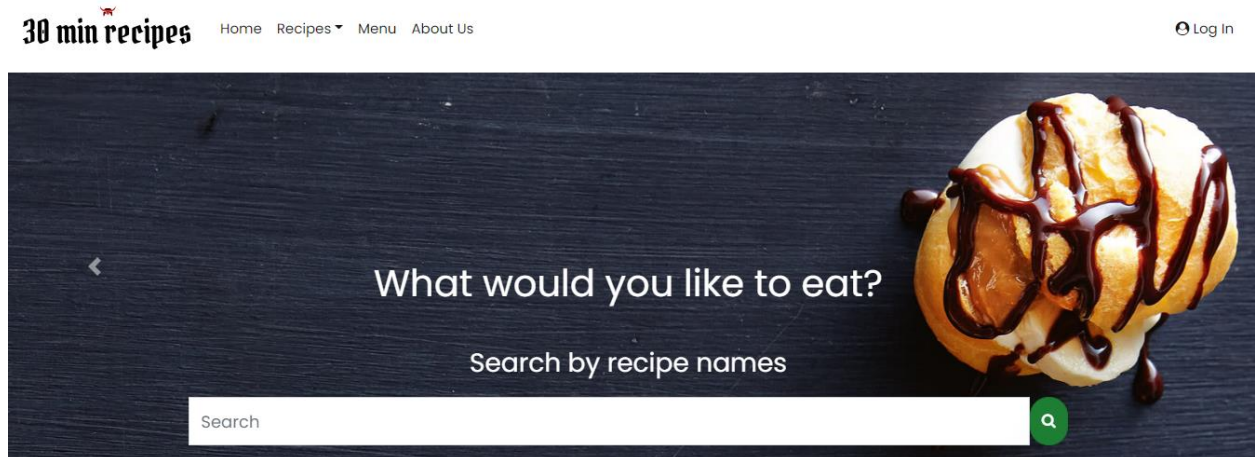 30 min recipes Home Recipes Menu About Us Log In
What would you like to eat?
Search by recipe names
Search